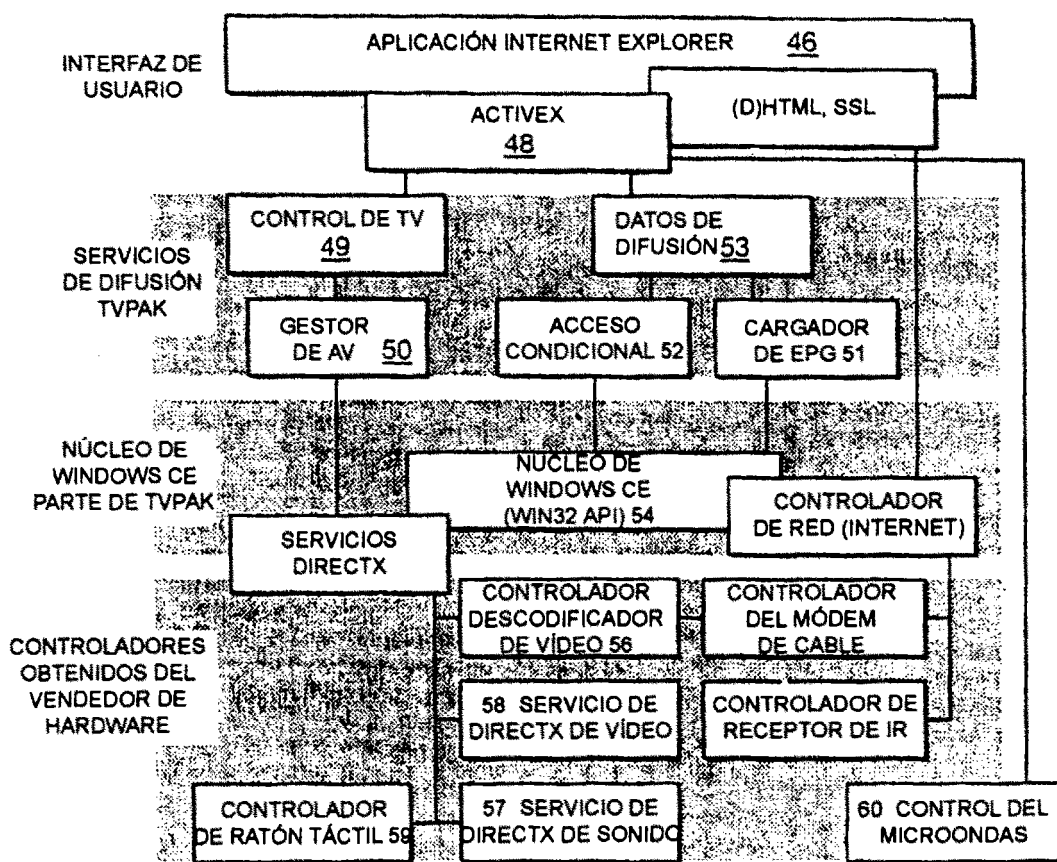 APLICACIÓN INTERNET EXPLORER 46
INTERFAZ DE
USUARIO
(D)HTML, SSL
ACTIVEX
48
CONTROL DE TV
49
DATOS DE
DIFUSIÓN 53
SERVICIOS
DE DIFUSIÓN
TVPAK
GESTOR
DE AV 50
ACCESO
CONDICIONAL 52
CARGADOR
DE EPG 51
NÚCLEO DE
WINDOWS CE
PARTE DE TVPAK
NÚCLEO DE
WINDOWS CE
(WIN32 API) 54
CONTROLADOR
DE RED (INTERNET)
SERVICIOS
DIRECTX
CONTROLADORES
OBTENIDOS DEL
VENDEDOR DE
HARDWARE
CONTROLADOR
DESCODIFICADOR
DE VÍDEO 56
CONTROLADOR
DEL MÓDEM
DE CABLE
58 SERVICIO DE
DIRECTX DE VÍDEO
CONTROLADOR DE
RECEPTOR DE IR
CONTROLADOR
DE RATÓN TÁCTIL 59
57 SERVICIO DE
DIRECTX DE SONIDO
60 CONTROL DEL
MICROONDAS